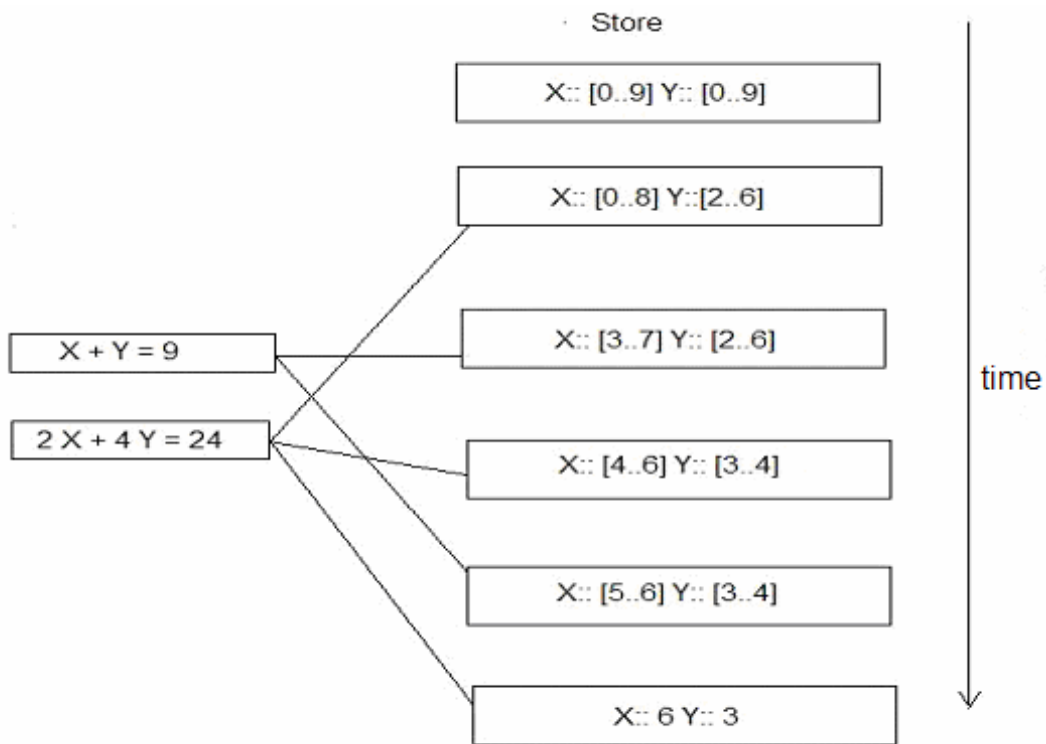 Store
X:: [0..9] Y:: [0..9]
X:: [0..8] Y::[2..6]
X + Y = 9
X:: [3..7] Y:: [2..6]
time
2 X + 4 Y = 24
X:: [4..6] Y:: [3..4]
X:: [5..6] Y:: [3..4]
X:: 6 Y:: 3